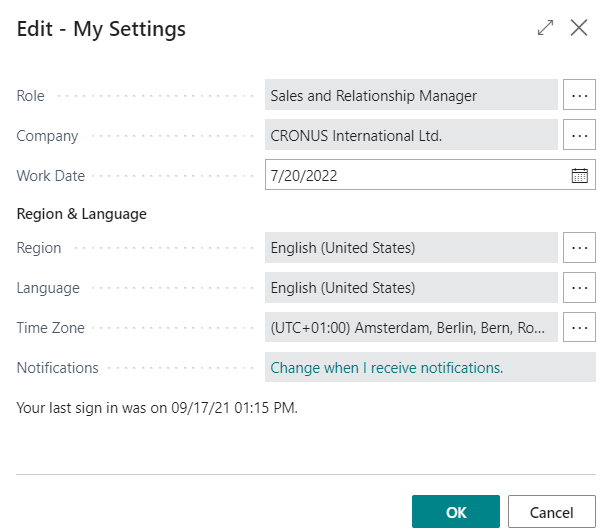 Edit - My Settings
Role Sales and Relationship Manager ...
Company CRONUS International Ltd. ...
Work Date 7/20/2022
Region & Language
Region English (United States) ...
Language English (United States) ...
Time Zone (UTC+01:00) Amsterdam, Berlin, Bern, Ro... ...
Notifications Change when I receive notifications.
Your last sign in was on 09/17/21 01:15 PM.
OK Cancel